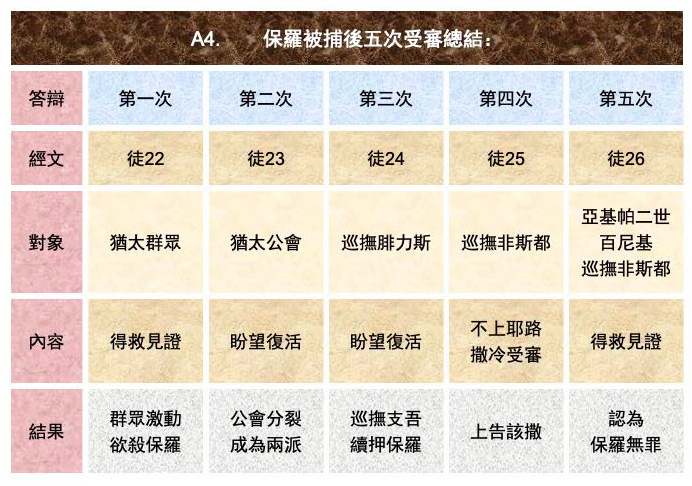 A4. 保羅被捕後五次受審總結：
答辯 第一次 第二次 第三次 第四次 第五次
經文 徒22 徒23 徒24 徒25 徒26
對象 猶太群眾 猶太公會 巡撫腓力斯 巡撫非斯都 亞基帕二世
百尼基
巡撫非斯都
內容 得救見證 盼望復活 盼望復活 不上耶路
撒冷受審 得救見證
結果 群眾激動
欲殺保羅 公會分裂
成為兩派 巡撫支吾
續押保羅 上告該撒 認為
保羅無罪